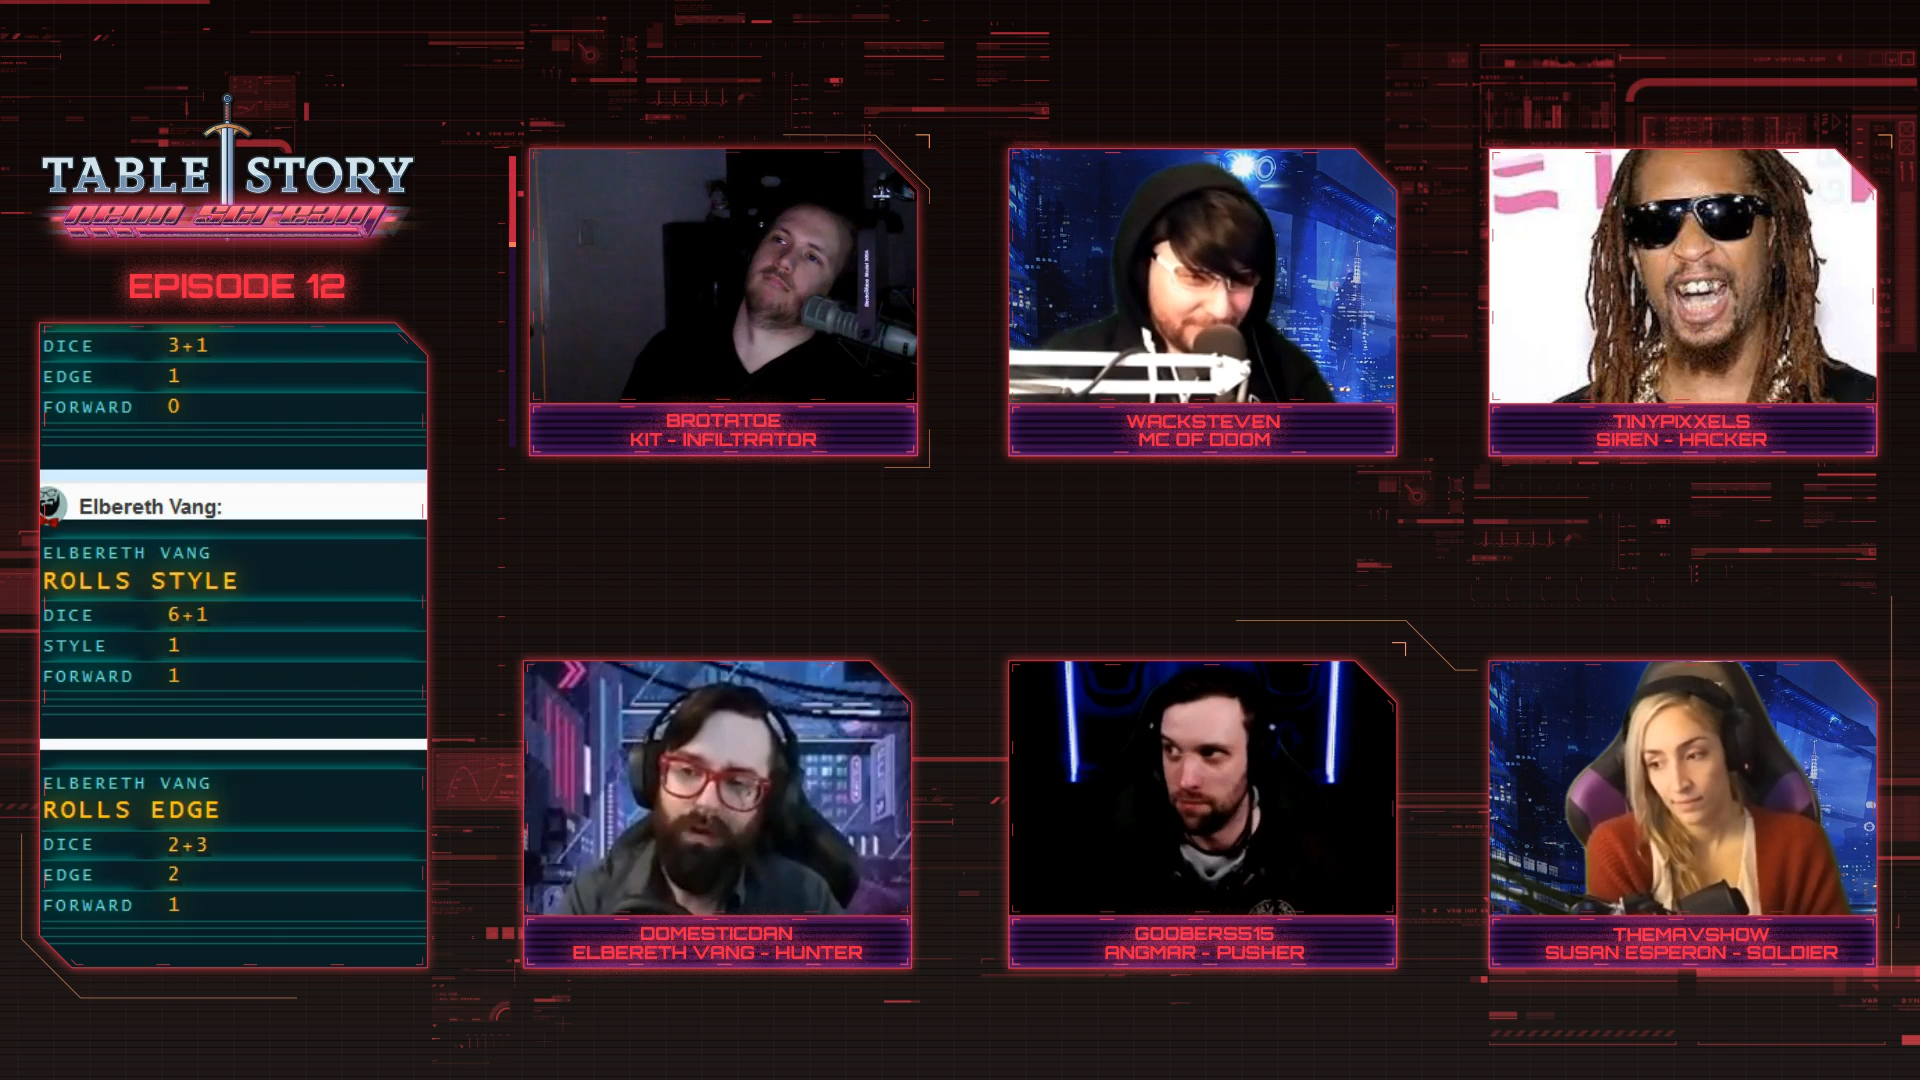 TABLE STORY
neon scream
EPISODE 12
DICE 3+1
EDGE 1
FORWARD 0
Elbereth Vang:
ELBERETH VANG
ROLLS STYLE
DICE 6+1
STYLE 1
FORWARD 1
ELBERETH VANG
ROLLS EDGE
DICE 2+3
EDGE 2
FORWARD 1
BROTATOE
KIT - INFILTRATOR
WACKSTEVEN
MC OF DOOM
TINYPIXXELS
SIREN - HACKER
DOMESTICDAN
ELBERETH VANG - HUNTER
GOOBERS515
ANGMAR - PUSHER
THEMAVSHOW
SUSAN ESPERON - SOLDIER